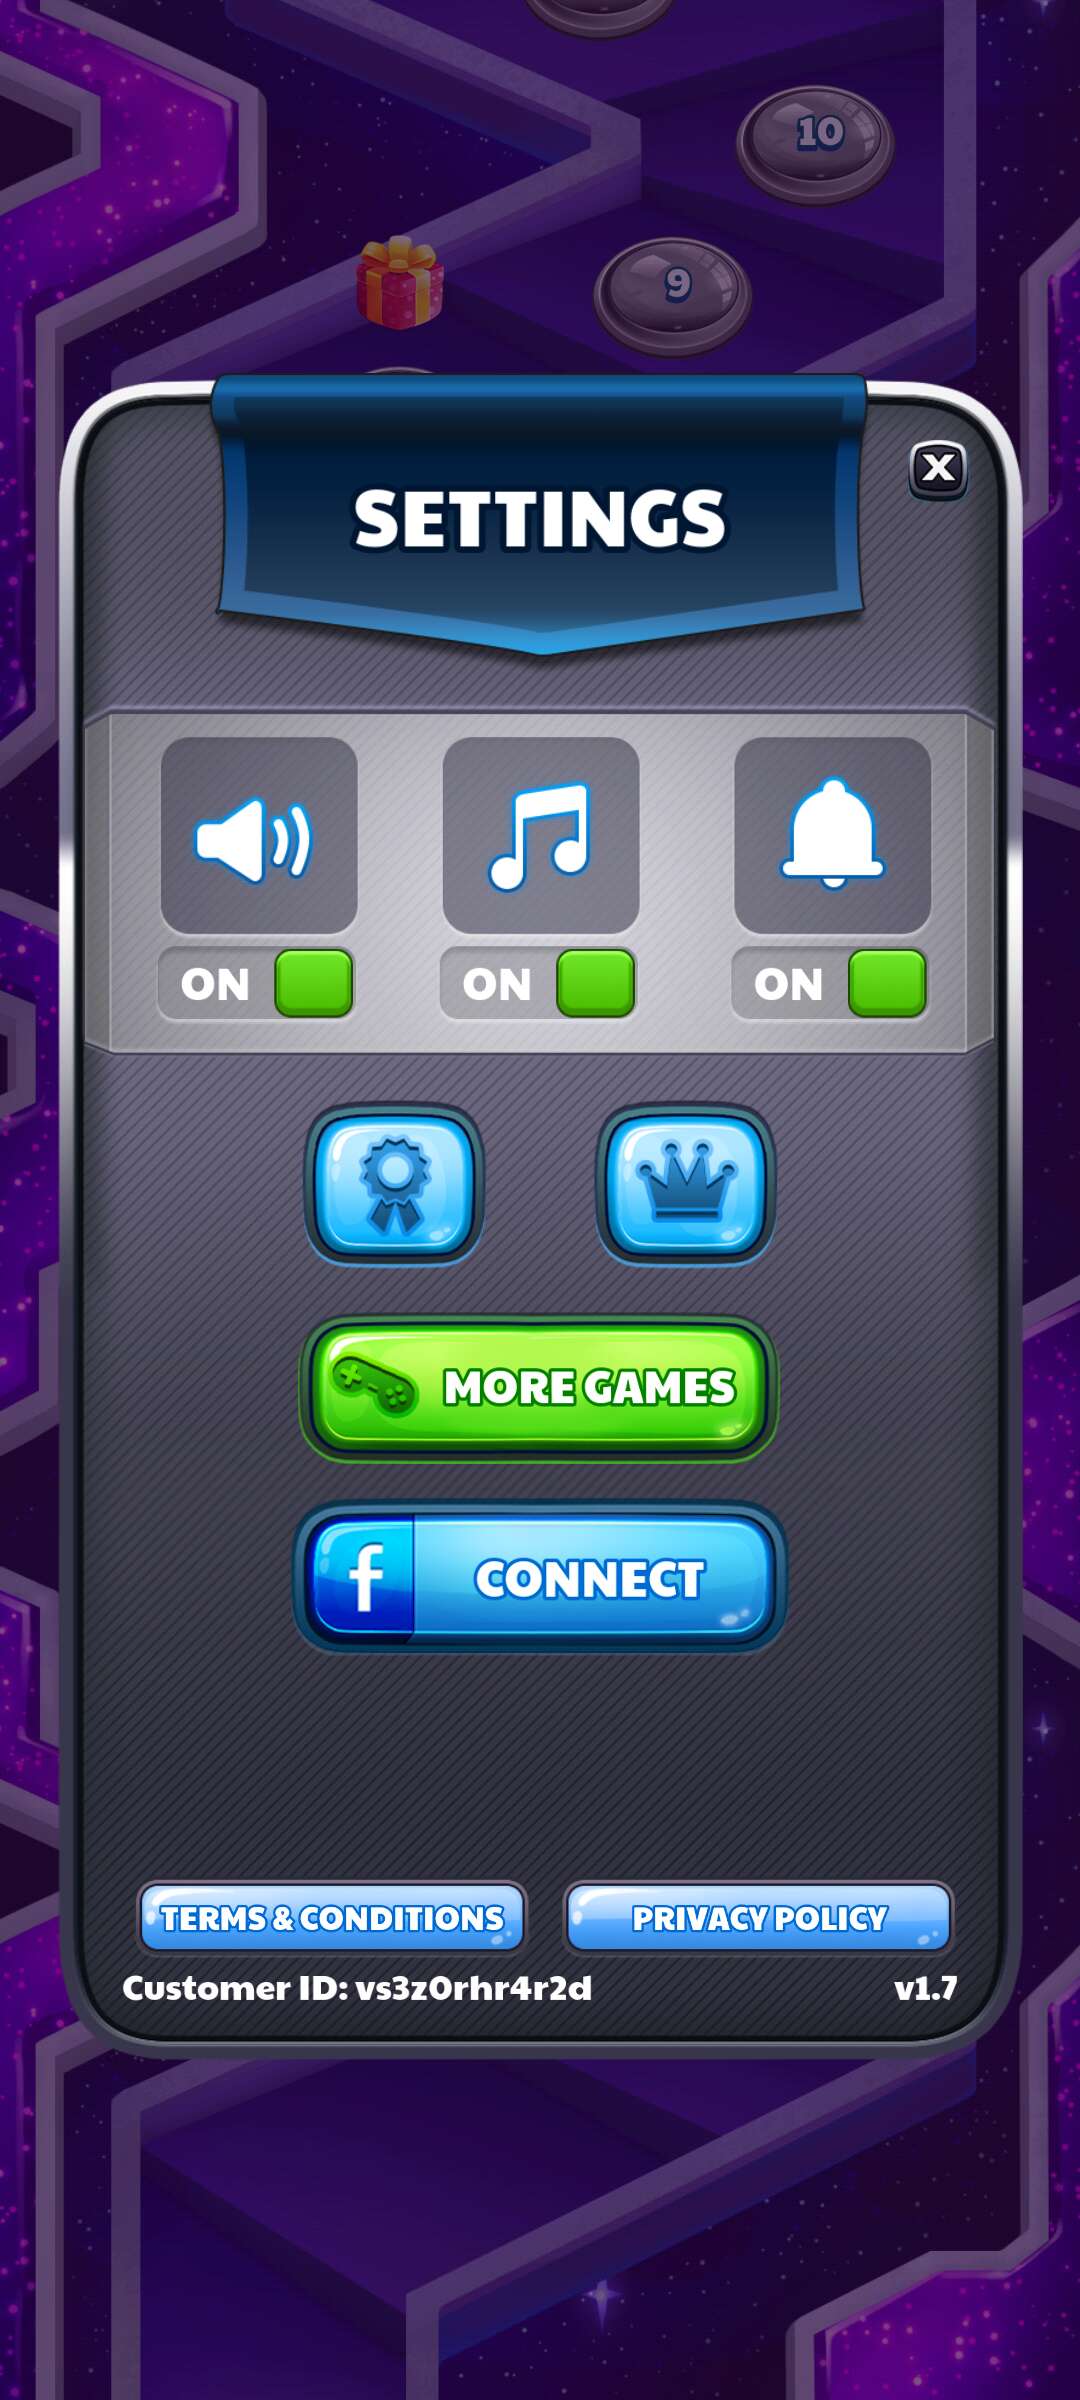 10
9
SETTINGS
X
ON ON ON
MORE GAMES
f CONNECT
TERMS & CONDITIONS PRIVACY POLICY
Customer ID: vs3z0rhr4r2d v1.7